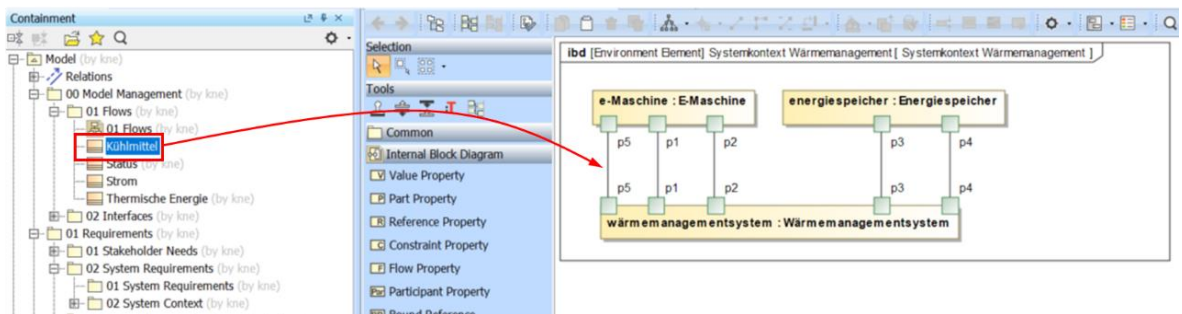 Containment
Model (by kne)
Relations
00 Model Management (by kne)
01 Flows (by kne)
01 Flows (by kne)
Kühlmittel
Status (by kne)
Strom
Thermische Energie (by kne)
02 Interfaces (by kne)
01 Requirements (by kne)
01 Stakeholder Needs (by kne)
02 System Requirements (by kne)
01 System Requirements (by kne)
02 System Context (by kne)
Selection
Tools
Common
Internal Block Diagram
Value Property
Part Property
Reference Property
Constraint Property
Flow Property
Participant Property
Bound Reference
ibd [Environment Element] Systemkontext Wärmemanagement [ Systemkontext Wärmemanagement ]
e-Maschine : E-Maschine
energiespeicher : Energiespeicher
p5 p1 p2 p3 p4
p5 p1 p2 p3 p4
wärmemanagementsystem : Wärmemanagementsystem